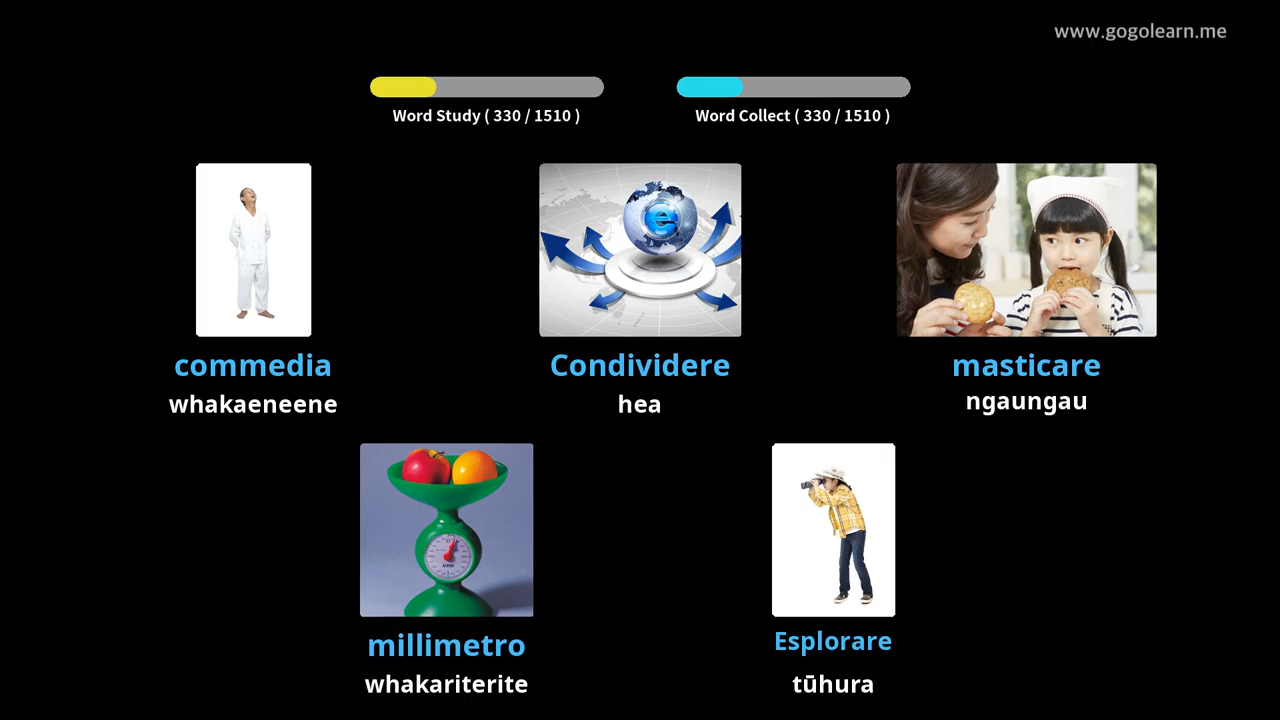 www.gogolearn.me
Word Study ( 330 / 1510 )
Word Collect ( 330 / 1510 )
commedia
whakaeneene
Condividere
hea
masticare
ngaungau
millimetro
whakariterite
Esplorare
tūhura